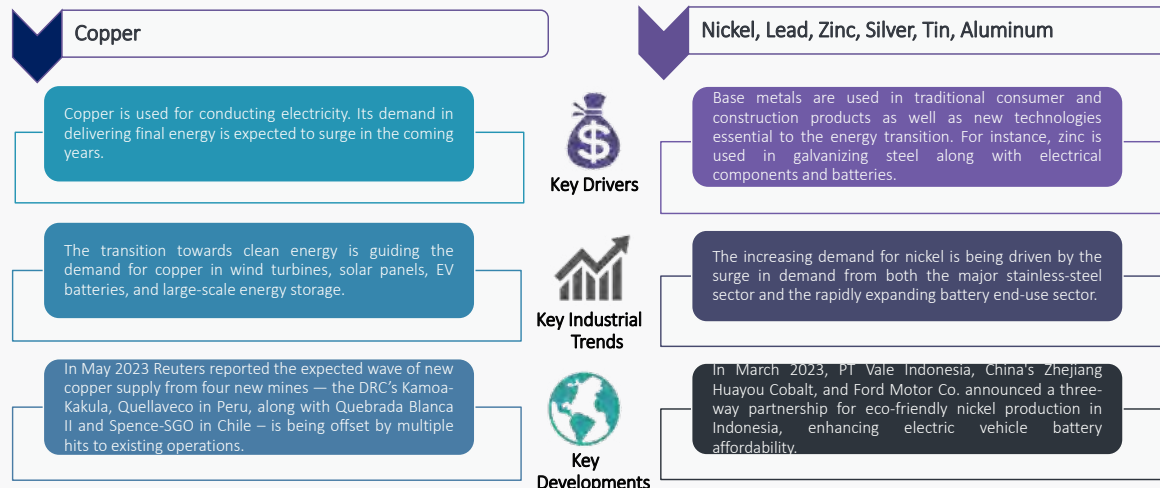 Copper
Nickel, Lead, Zinc, Silver, Tin, Aluminum
Copper is used for conducting electricity. Its demand in
delivering final energy is expected to surge in the coming
years.
$
Key Drivers
Base metals are used in traditional consumer and
construction products as well as new technologies
essential to the energy transition. For instance, zinc is
used in galvanizing steel along with electrical
components and batteries.
The transition towards clean energy is guiding the
demand for copper in wind turbines, solar panels, EV
batteries, and large-scale energy storage.
Key Industrial
Trends
The increasing demand for nickel is being driven by the
surge in demand from both the major stainless-steel
sector and the rapidly expanding battery end-use sector.
In May 2023 Reuters reported the expected wave of new
copper supply from four new mines — the DRC's Kamoa-
Kakula, Quellaveco in Peru, along with Quebrada Blanca
II and Spence-SGO in Chile – is being offset by multiple
hits to existing operations.
Key
Developments
In March 2023, PT Vale Indonesia, China's Zhejiang
Huayou Cobalt, and Ford Motor Co. announced a three-
way partnership for eco-friendly nickel production in
Indonesia, enhancing electric vehicle battery
affordability.